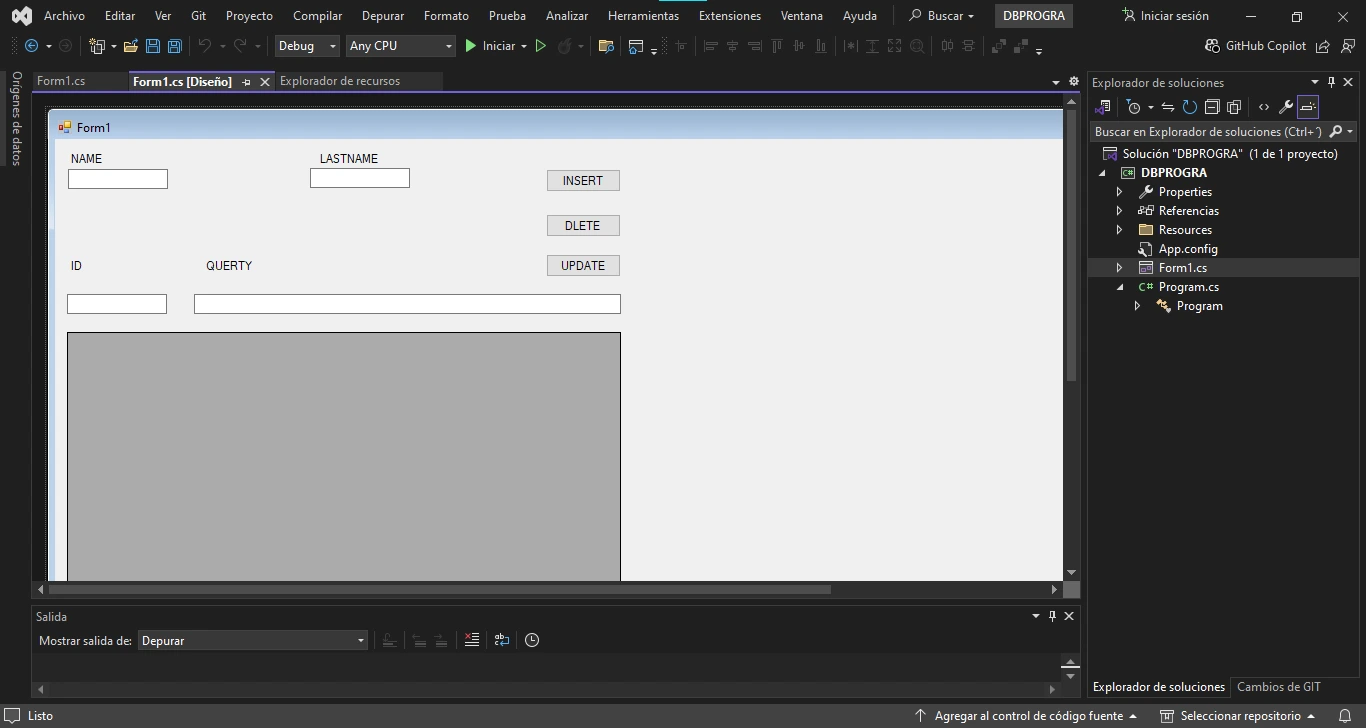 Archivo Editar Ver Git Proyecto Compilar Depurar Formato Prueba Analizar Herramientas Extensiones Ventana Ayuda Buscar DBPROGRA Iniciar sesión
Debug Any CPU Iniciar GitHub Copilot
Orígenes de datos
Form1.cs Form1.cs [Diseño] Explorador de recursos
Form1
NAME LASTNAME
INSERT
DLETE
ID QUERTY UPDATE
Salida
Mostrar salida de: Depurar
Explorador de soluciones
Buscar en Explorador de soluciones (Ctrl+´)
Solución "DBPROGRA" (1 de 1 proyecto)
C# DBPROGRA
Properties
Referencias
Resources
App.config
Form1.cs
C# Program.cs
Program
Explorador de soluciones Cambios de GIT
Listo Agregar al control de código fuente Seleccionar repositorio